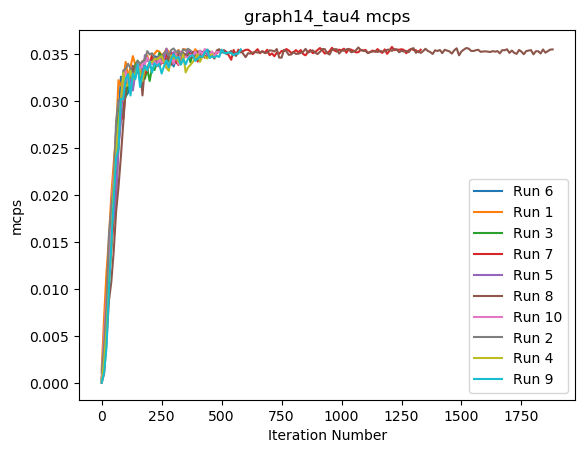 graph14_tau4 mcps
mcps
0.035
0.030
0.025
0.020
0.015
0.010
0.005
0.000
Run 6
Run 1
Run 3
Run 7
Run 5
Run 8
Run 10
Run 2
Run 4
Run 9
0 250 500 750 1000 1250 1500 1750
Iteration Number